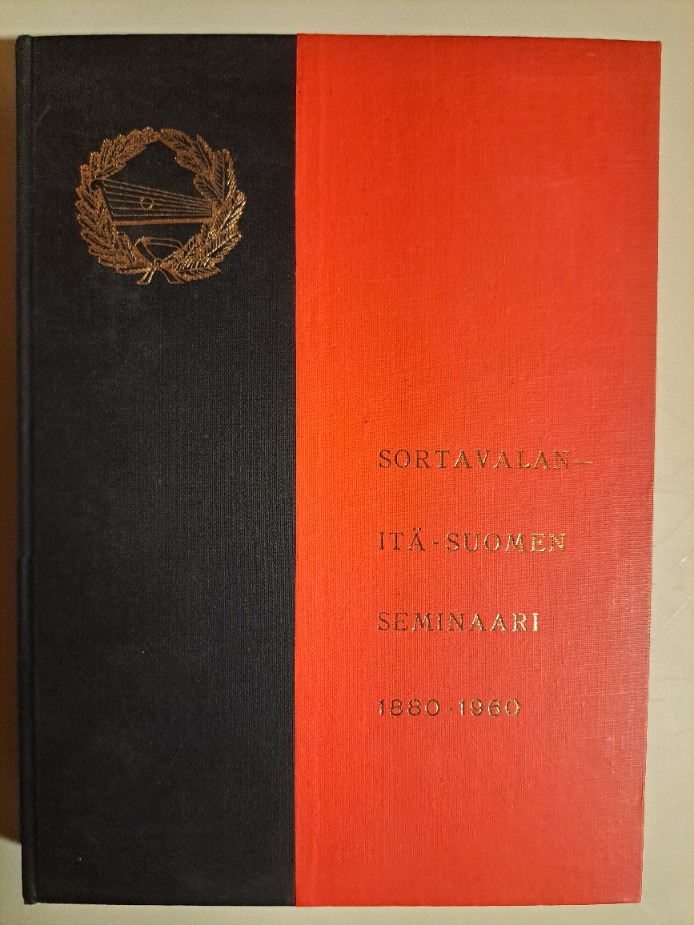 SORTAVALAN—
ITÄ-SUOMEN
SEMINAARI
1880-1960